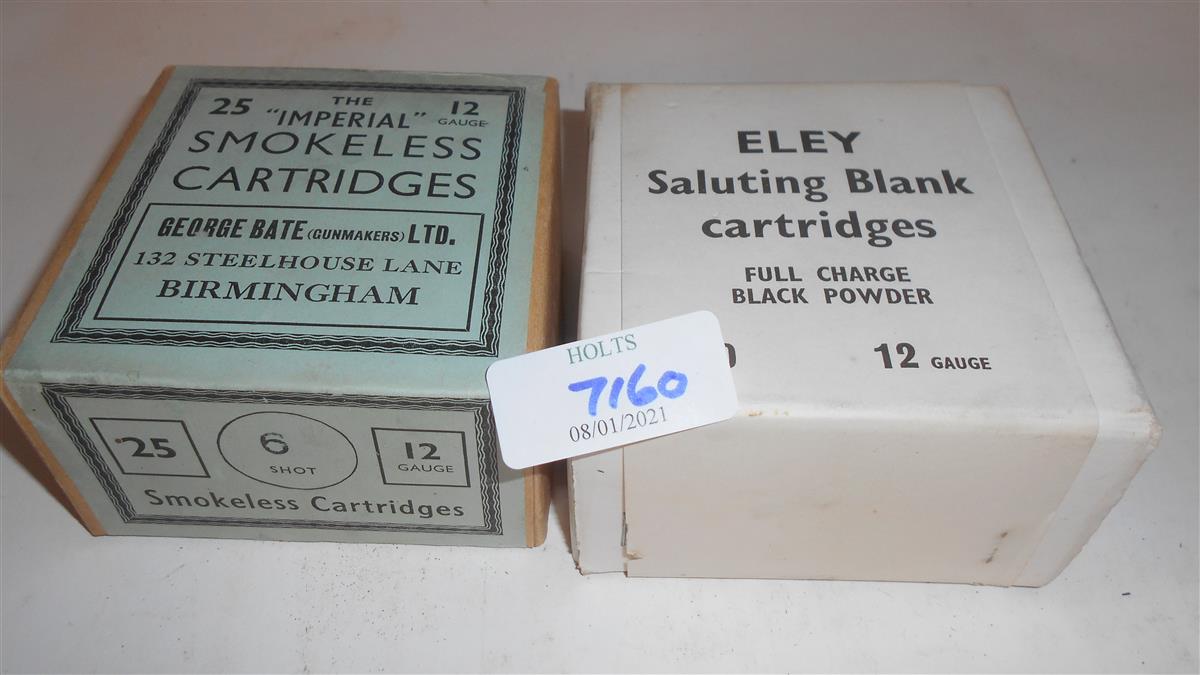 THE
25 "IMPERIAL" 12
GAUGE
SMOKELESS
CARTRIDGES
GEORGE BATE (GUNMAKERS) LTD.
132 STEELHOUSE LANE
BIRMINGHAM
25
6
SHOT
12
GAUGE
Smokeless Cartridges
ELEY
Saluting Blank
cartridges
FULL CHARGE
BLACK POWDER
12 GAUGE
HOLTS
7160
08/01/2021